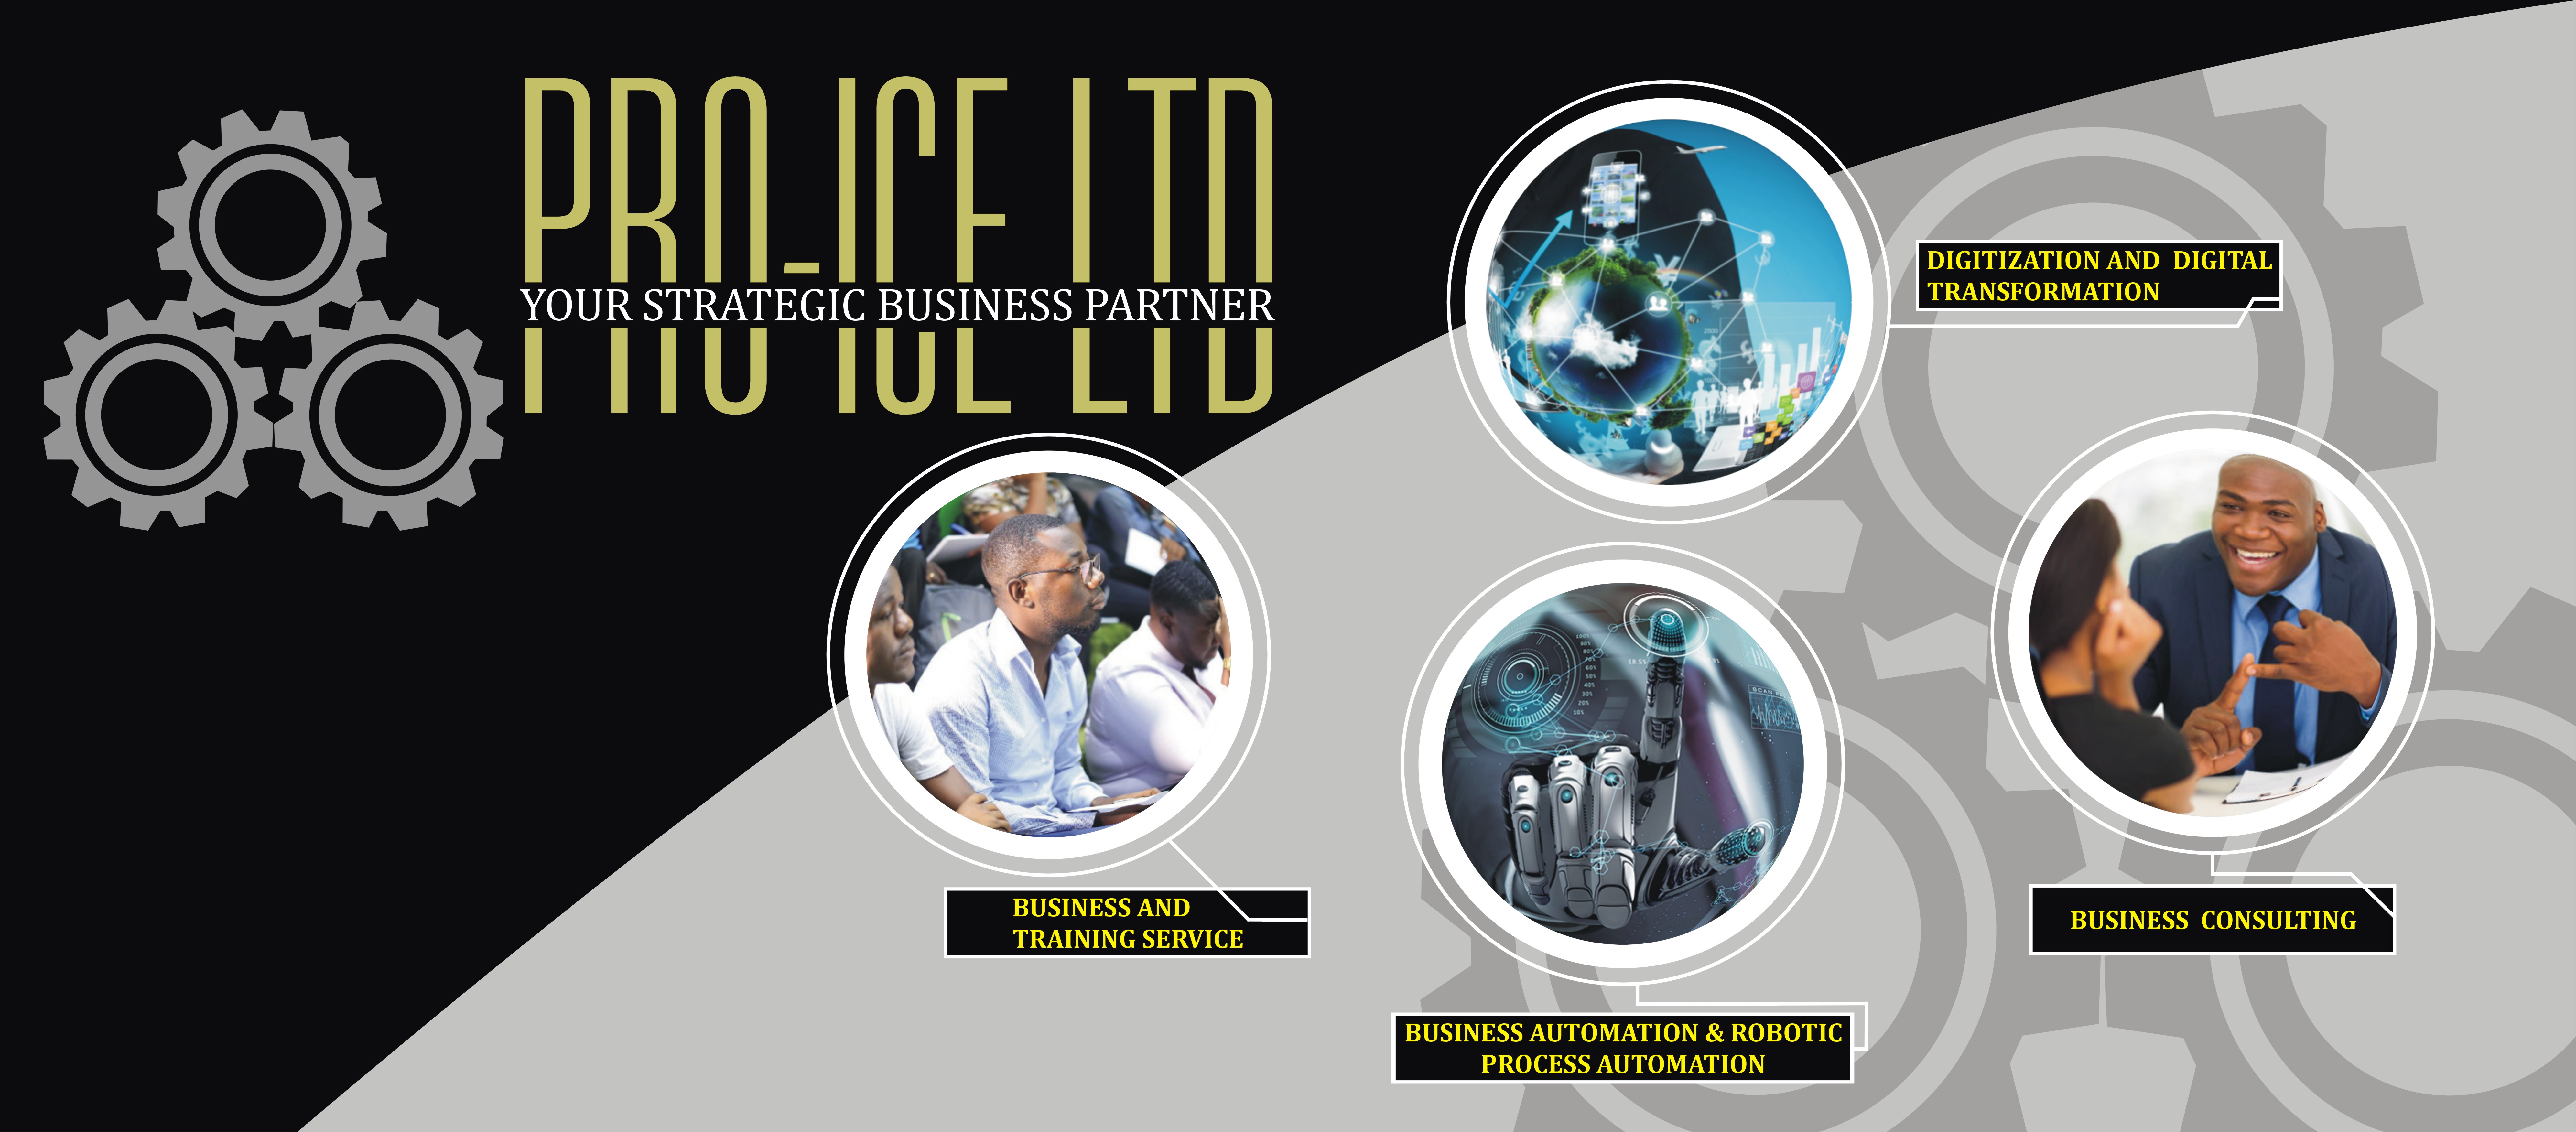 PRO-ICE LTD
YOUR STRATEGIC BUSINESS PARTNER
DIGITIZATION AND DIGITAL
TRANSFORMATION
BUSINESS AND
TRAINING SERVICE
BUSINESS CONSULTING
BUSINESS AUTOMATION & ROBOTIC
PROCESS AUTOMATION